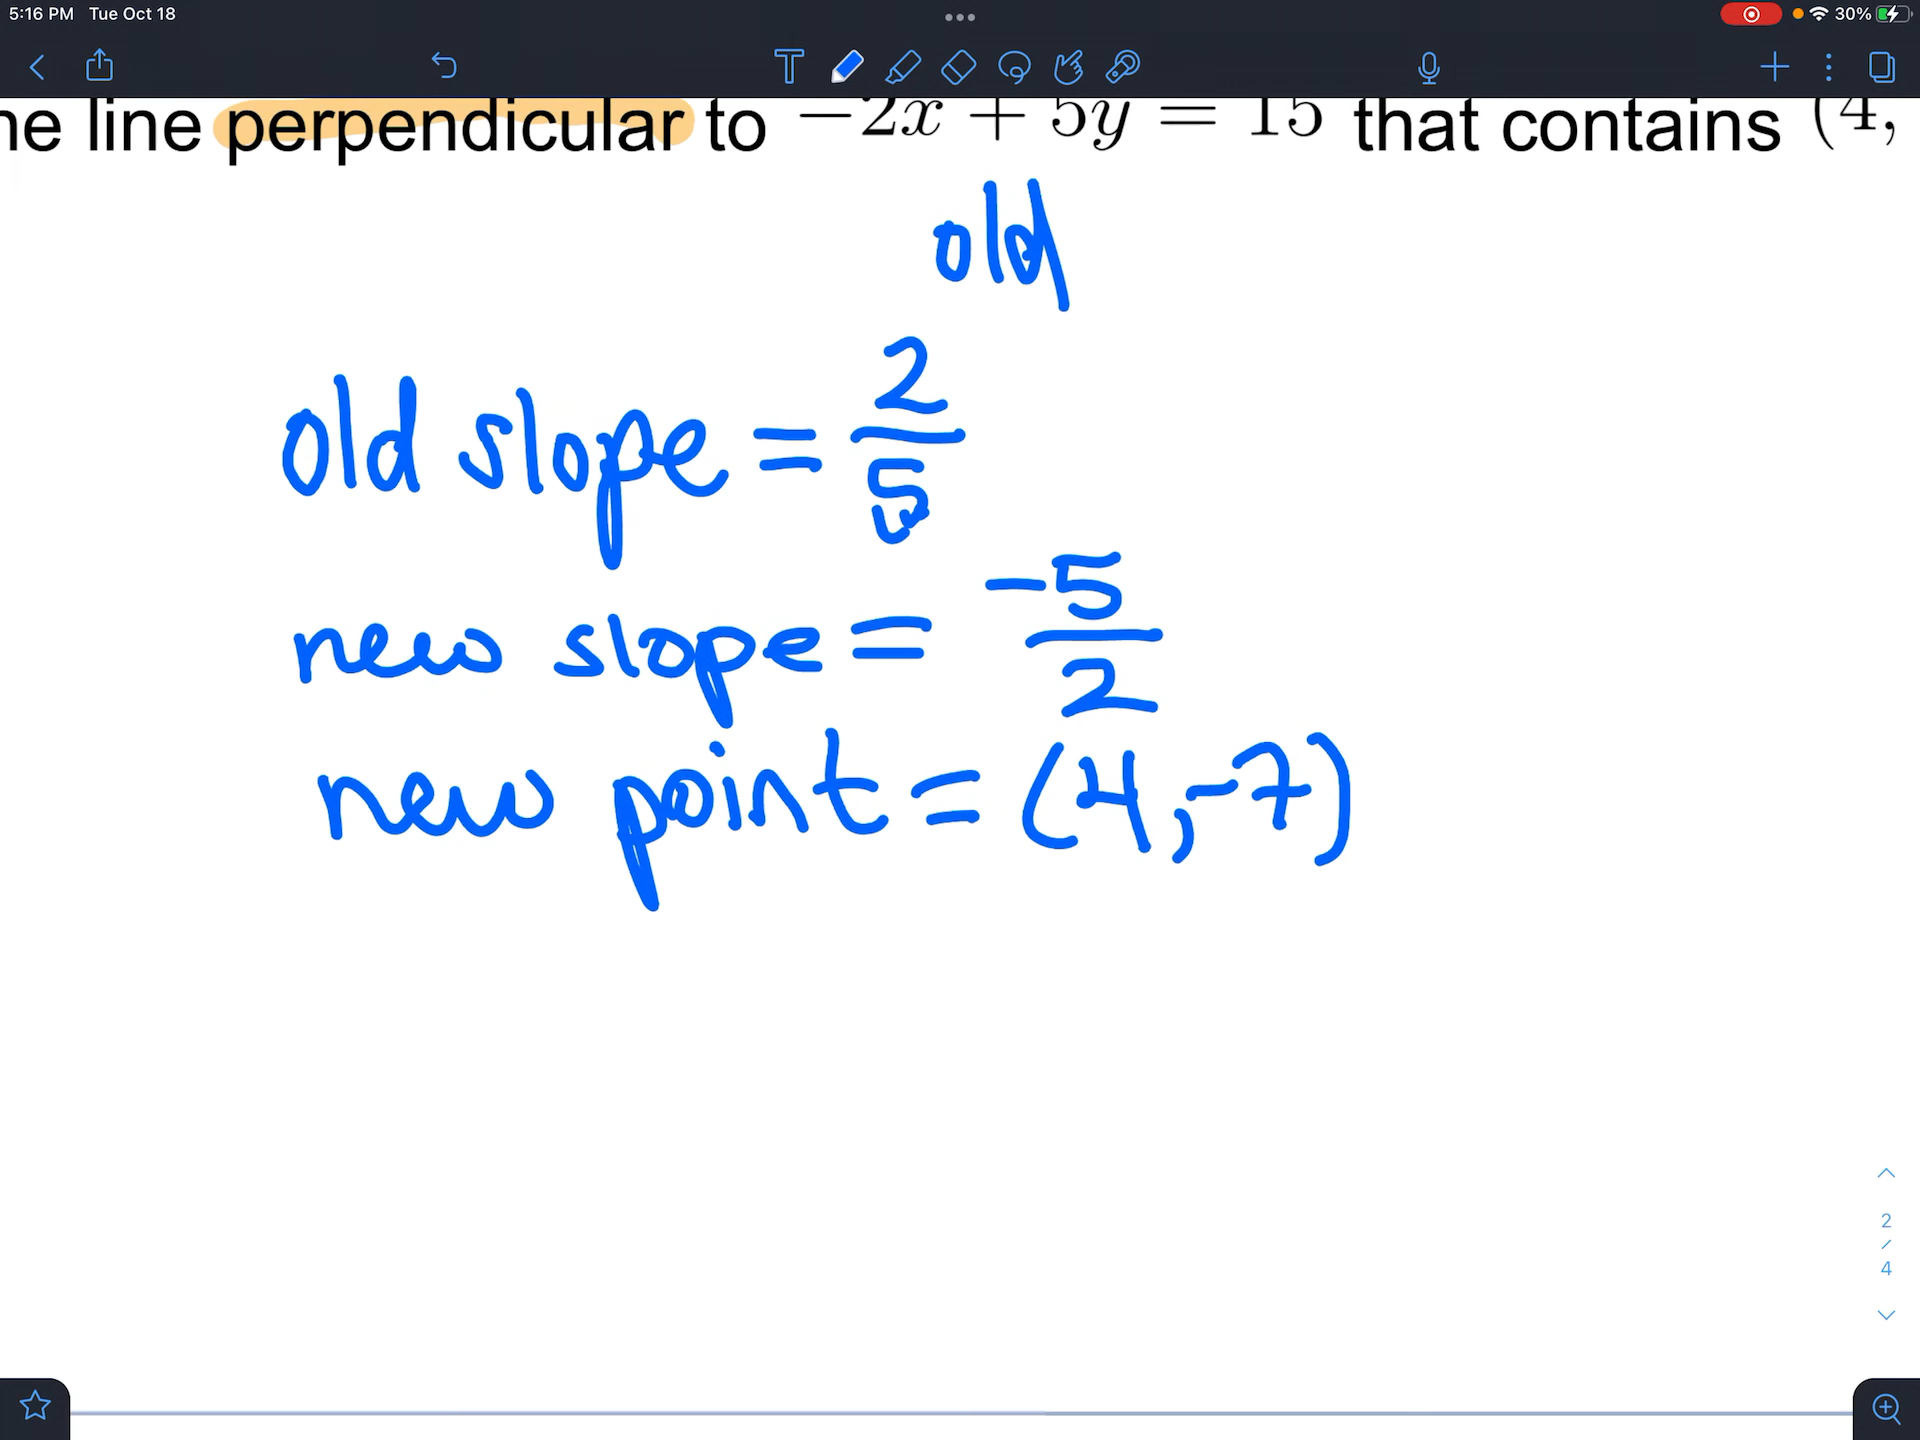 5:16 PM Tue Oct 18
30%
line perpendicular to −2x + 5y = 15 that contains (4,
old
old slope = 2/5
new slope = -5/2
new point = (4,-7)
2
/
4